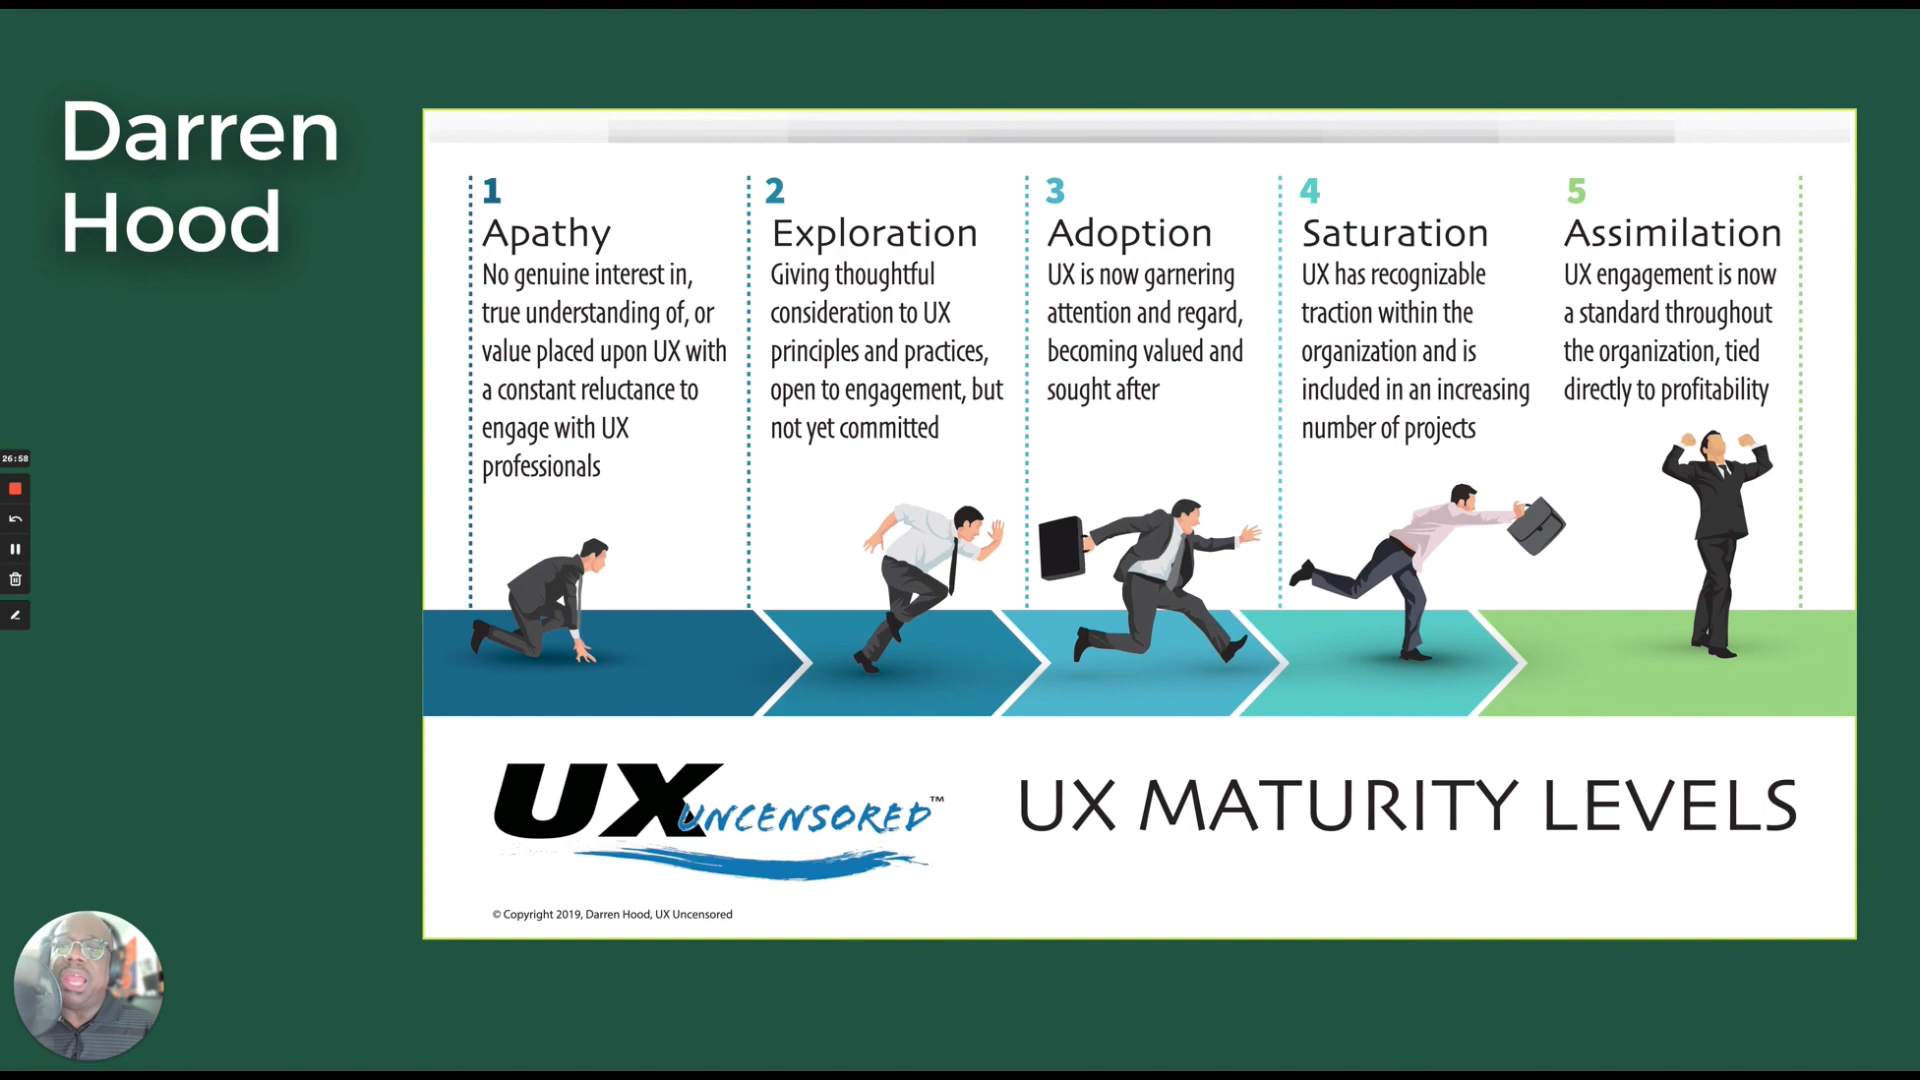 Darren
Hood
1
Apathy
No genuine interest in,
true understanding of, or
value placed upon UX with
a constant reluctance to
engage with UX
professionals
2
Exploration
Giving thoughtful
consideration to UX
principles and practices,
open to engagement, but
not yet committed
3
Adoption
UX is now garnering
attention and regard,
becoming valued and
sought after
4
Saturation
UX has recognizable
traction within the
organization and is
included in an increasing
number of projects
5
Assimilation
UX engagement is now
a standard throughout
the organization, tied
directly to profitability
26:58
UX UNCENSORED™
UX MATURITY LEVELS
© Copyright 2019, Darren Hood, UX Uncensored